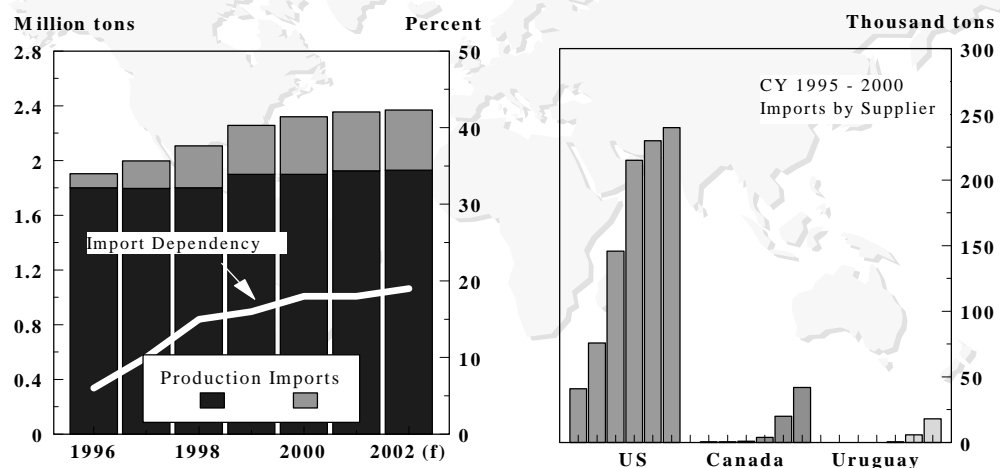 Million tons
Percent
2.8
2.4
2
1.6
1.2
0.8
0.4
0
50
40
30
20
10
0
Import Dependency
Production Imports
1996
1998
2000
2002 (f)
Thousand tons
CY 1995 - 2000
Imports by Supplier
300
250
200
150
100
50
0
US
Canada
Uruguay